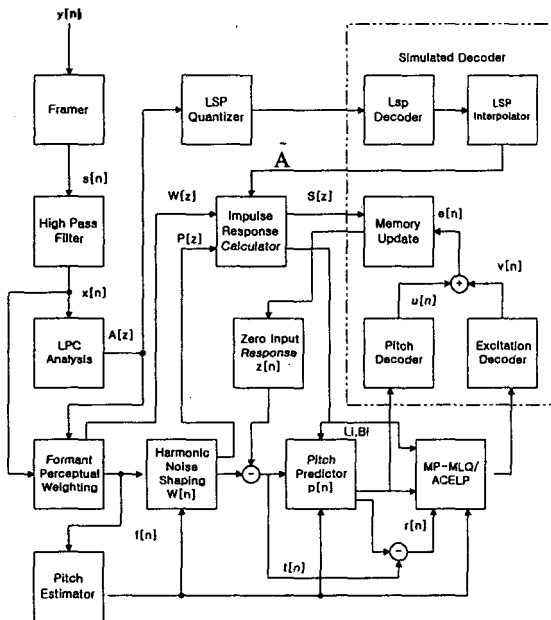 y[n]
Simulated Decoder
Framer
LSP
Quantizer
Lsp
Decoder
LSP
Interpolator
Ã
s[n]
W[z]
S[z]
e[n]
High Pass
Filter
P[z]
Impulse
Response
Calculator
Memory
Update
v[n]
x[n]
u[n]
LPC
Analysis
A[z]
Zero Input
Response
z[n]
Pitch
Decoder
Excitation
Decoder
Li,Bi
Formant
Perceptual
Weighting
Harmonic
Noise
Shaping
W[n]
Pitch
Predictor
p[n]
MP-MLQ/
ACELP
f[n]
r[n]
t[n]
Pitch
Estimator